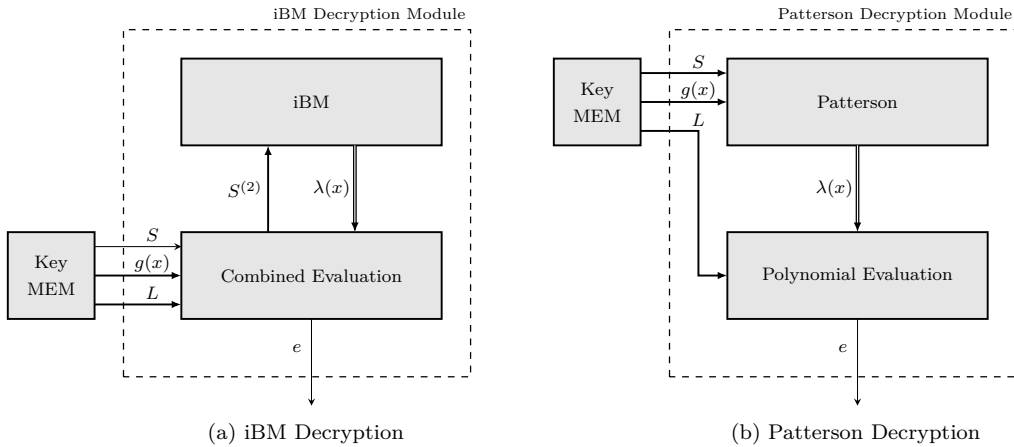 iBM Decryption Module
iBM
S^{(2)}
λ(x)
Key
MEM
S
g(x)
L
Combined Evaluation
e
(a) iBM Decryption
Patterson Decryption Module
Key
MEM
S
g(x)
L
Patterson
λ(x)
Polynomial Evaluation
e
(b) Patterson Decryption